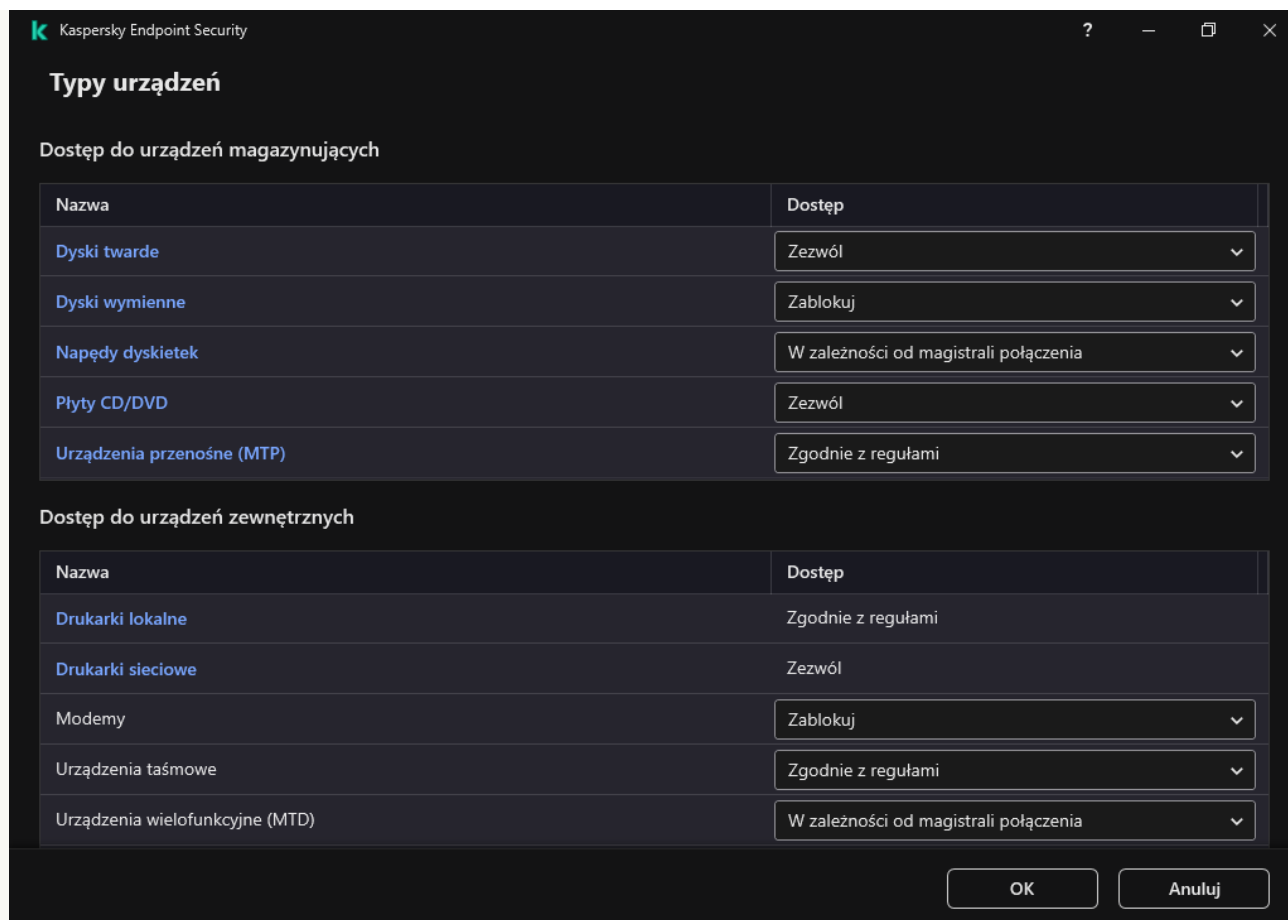 Kaspersky Endpoint Security
?
Typy urządzeń
Dostęp do urządzeń magazynujących
Nazwa Dostęp
Dyski twarde Zezwól
Dyski wymienne Zablokuj
Napędy dyskietek W zależności od magistrali połączenia
Płyty CD/DVD Zezwól
Urządzenia przenośne (MTP) Zgodnie z regułami
Dostęp do urządzeń zewnętrznych
Nazwa Dostęp
Drukarki lokalne Zgodnie z regułami
Drukarki sieciowe Zezwól
Modemy Zablokuj
Urządzenia taśmowe Zgodnie z regułami
Urządzenia wielofunkcyjne (MTD) W zależności od magistrali połączenia
OK Anuluj